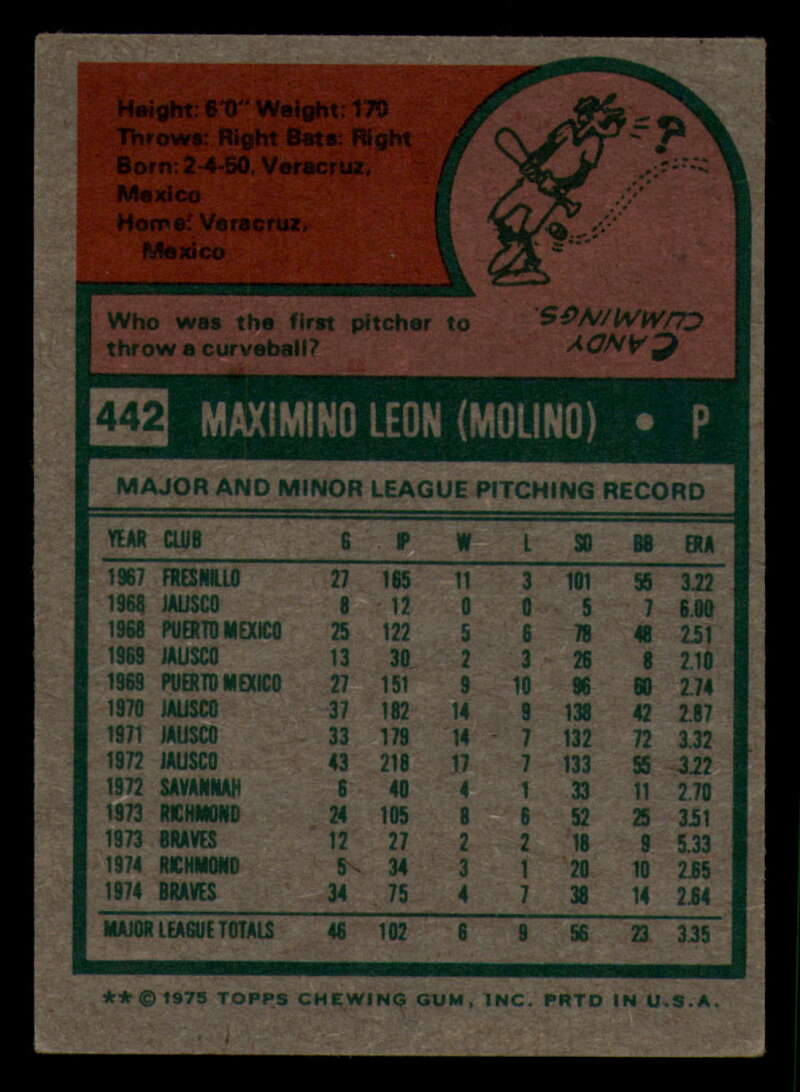 Height: 6'0" Weight: 170
Throws: Right Bats: Right
Born: 2-4-50, Veracruz,
Mexico
Home: Veracruz,
Mexico
?
Who was the first pitcher to
throw a curveball?
CANDY
CUMMINGS.
442 MAXIMINO LEON (MOLINO) • P
MAJOR AND MINOR LEAGUE PITCHING RECORD
YEAR CLUB G IP W L SO BB ERA
1967 FRESNILLO 27 165 11 3 101 55 3.22
1968 JALISCO 8 12 0 0 5 7 6.00
1968 PUERTO MEXICO 25 122 5 6 78 48 2.51
1969 JALISCO 13 30 2 3 26 8 2.10
1969 PUERTO MEXICO 27 151 9 10 96 60 2.74
1970 JALISCO 37 182 14 9 138 42 2.87
1971 JALISCO 33 179 14 7 132 72 3.32
1972 JALISCO 43 218 17 7 133 55 3.22
1972 SAVANNAH 6 40 4 1 33 11 2.70
1973 RICHMOND 24 105 8 6 52 25 3.51
1973 BRAVES 12 27 2 2 18 9 5.33
1974 RICHMOND 5 34 3 1 20 10 2.65
1974 BRAVES 34 75 4 7 38 14 2.64
MAJOR LEAGUE TOTALS 46 102 6 9 56 23 3.35
** © 1975 TOPPS CHEWING GUM, INC. PRTD IN U.S.A.